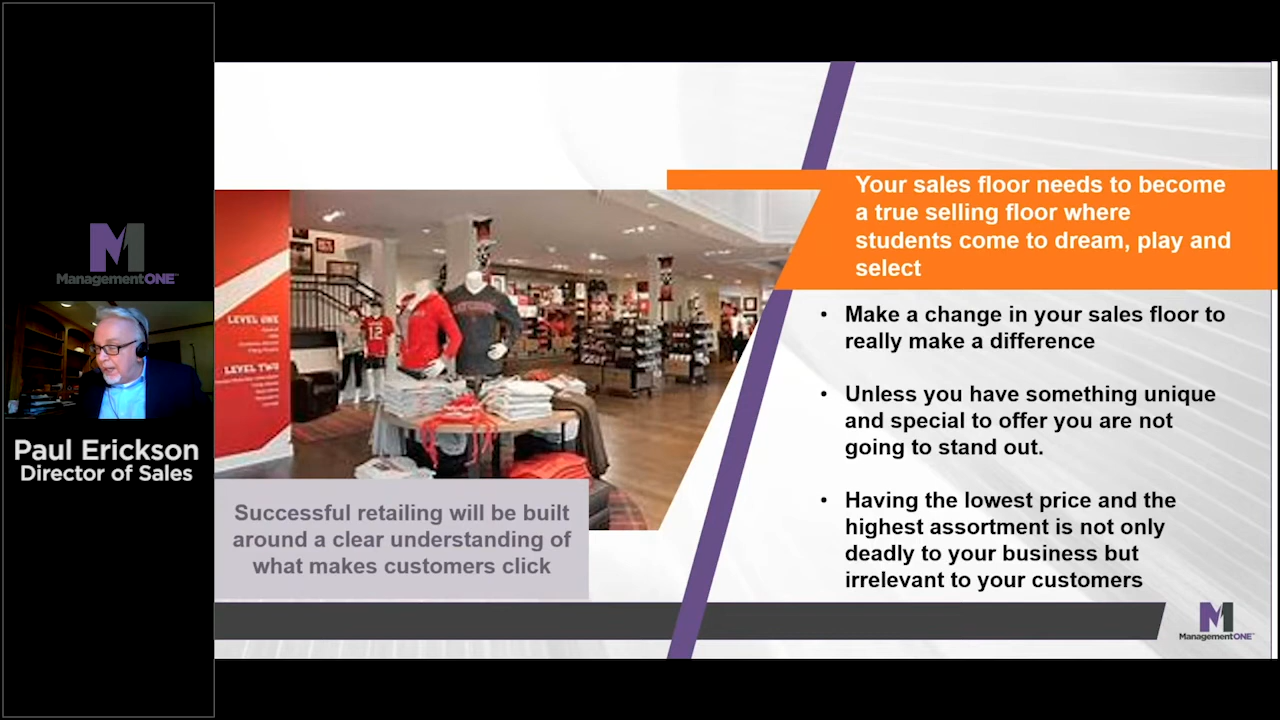 ManagementONE
Paul Erickson
Director of Sales
LEVEL ONE
LEVEL TWO
12
Successful retailing will be built
around a clear understanding of
what makes customers click
Your sales floor needs to become
a true selling floor where
students come to dream, play and
select
• Make a change in your sales floor to
really make a difference
• Unless you have something unique
and special to offer you are not
going to stand out.
• Having the lowest price and the
highest assortment is not only
deadly to your business but
irrelevant to your customers
ManagementONE